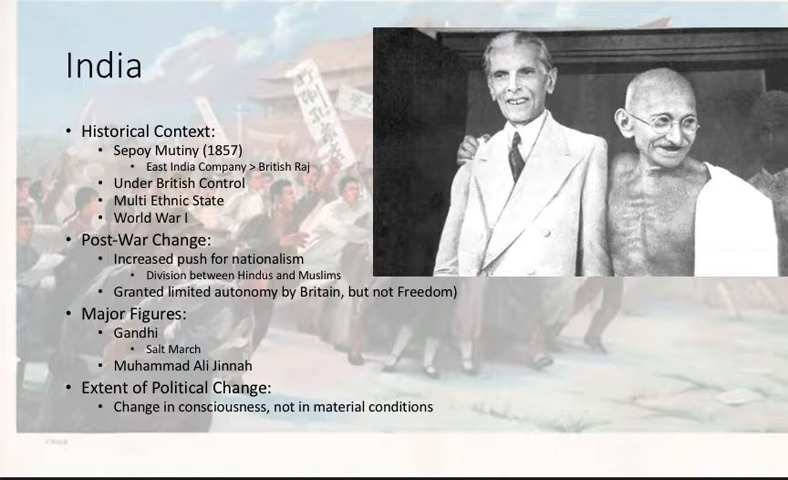 India
• Historical Context:
• Sepoy Mutiny (1857)
• East India Company > British Raj
• Under British Control
• Multi Ethnic State
• World War I
• Post-War Change:
• Increased push for nationalism
• Division between Hindus and Muslims
• Granted limited autonomy by Britain, but not Freedom)
• Major Figures:
• Gandhi
• Salt March
• Muhammad Ali Jinnah
• Extent of Political Change:
• Change in consciousness, not in material conditions